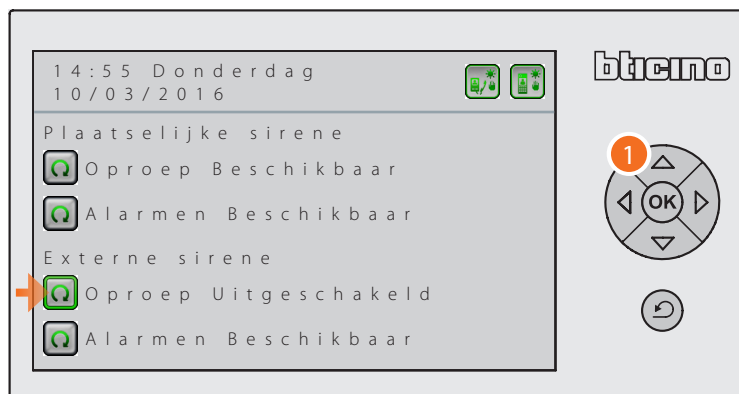 14:55 Donderdag
10/03/2016
Plaatselijke sirene
Oproep Beschikbaar
Alarmen Beschikbaar
Externe sirene
Oproep Uitgeschakeld
Alarmen Beschikbaar
bticino
1
OK